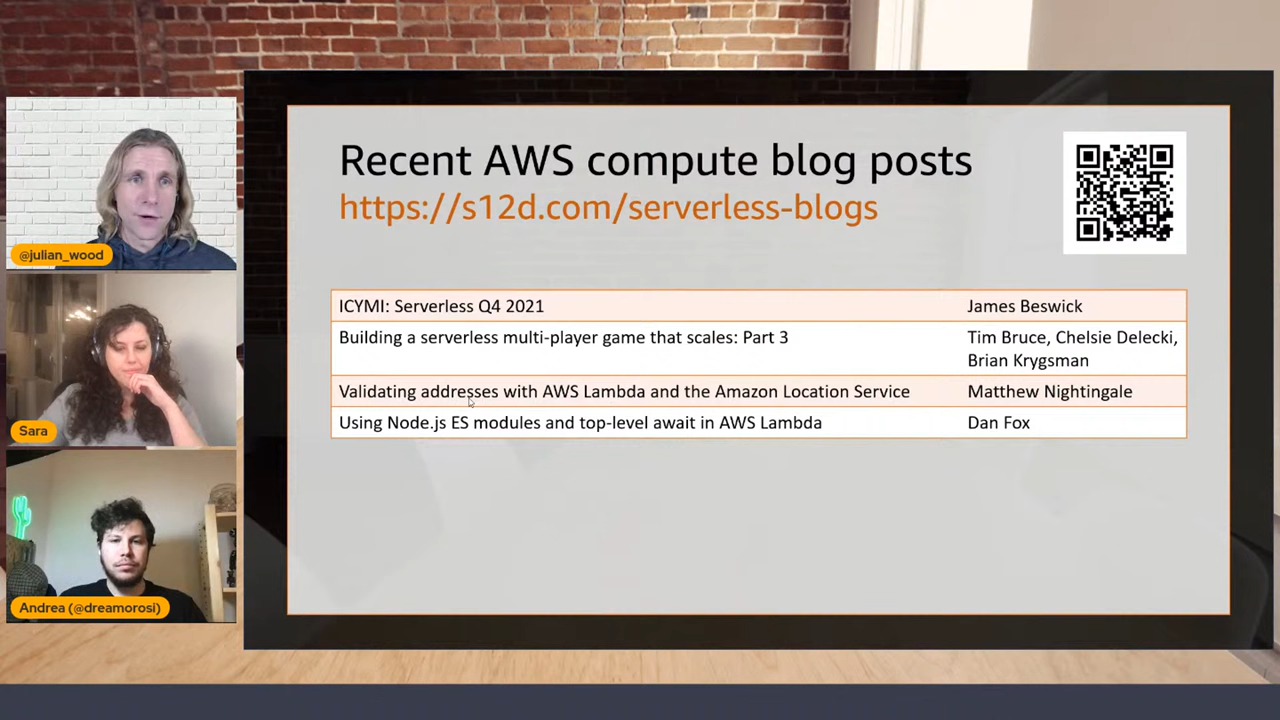 Recent AWS compute blog posts
https://s12d.com/serverless-blogs
ICYMI: Serverless Q4 2021 James Beswick
Building a serverless multi-player game that scales: Part 3 Tim Bruce, Chelsie Delecki,
Brian Krygsman
Validating addresses with AWS Lambda and the Amazon Location Service Matthew Nightingale
Using Node.js ES modules and top-level await in AWS Lambda Dan Fox
@julian_wood
Sara
Andrea (@dreamorosi)